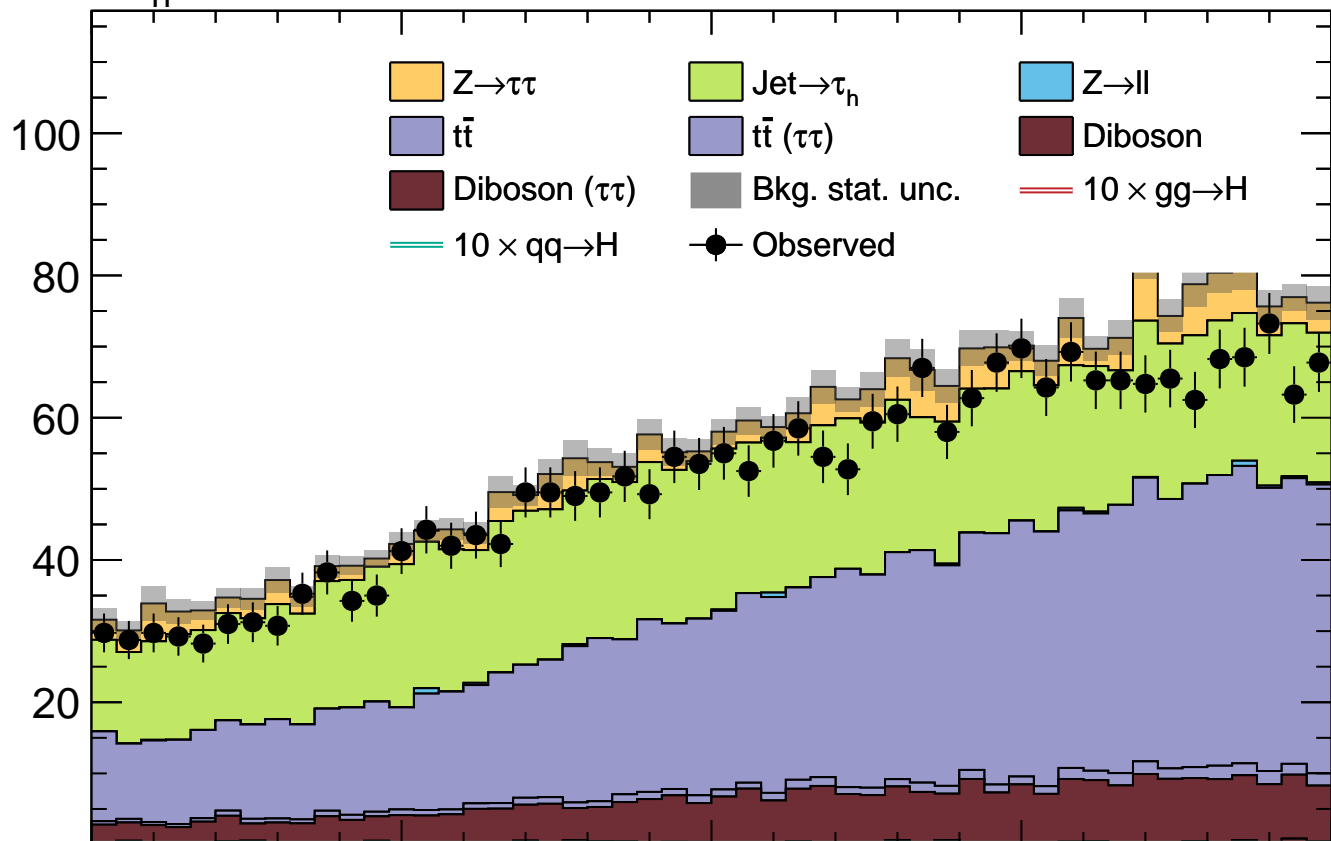 H
Z→ττ Jet→τh Z→ll
100 tt̄ tt̄ (ττ) Diboson
Diboson (ττ) Bkg. stat. unc. 10 × gg→H
10 × qq→H Observed
80
60
40
20